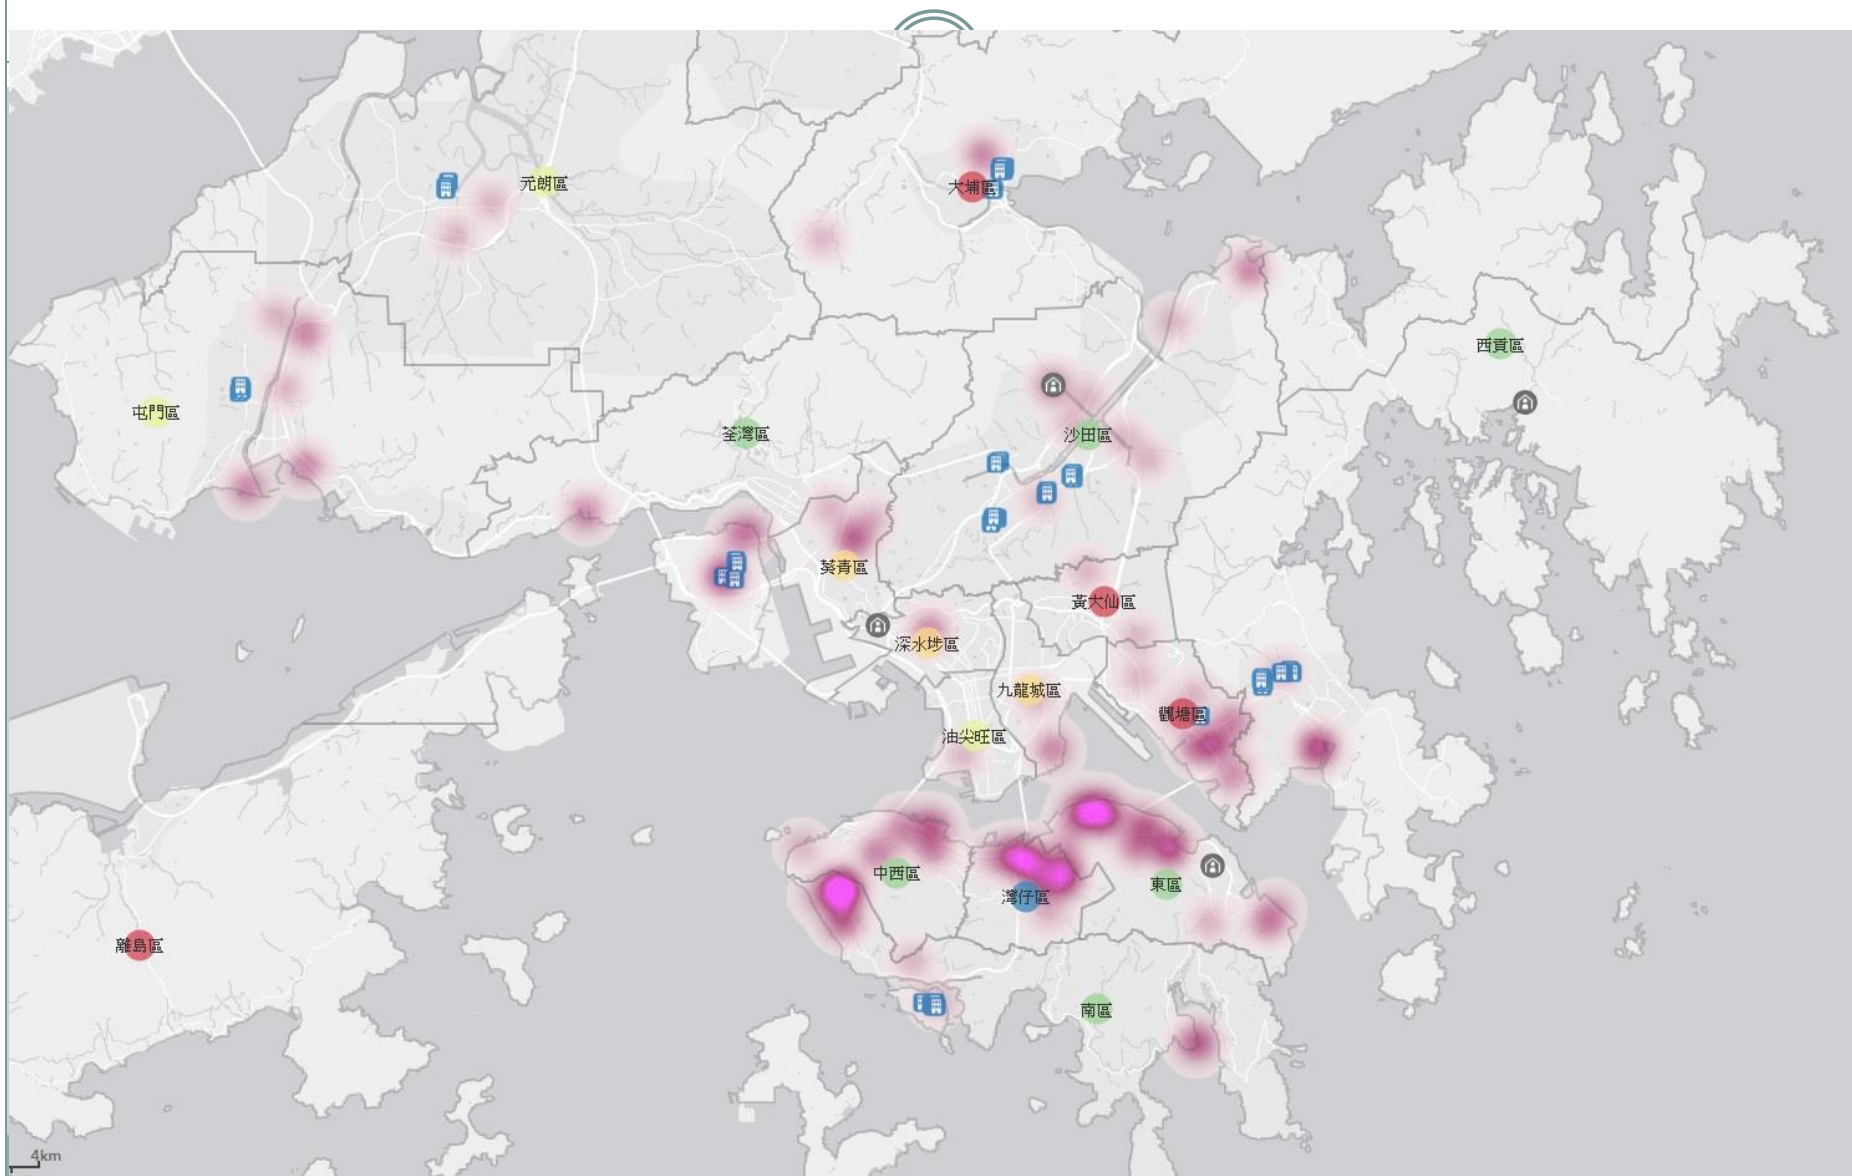 元朗區
大埔區
西貢區
屯門區
荃灣區
沙田區
葵青區
黃大仙區
深水埗區
九龍城區
觀塘區
油尖旺區
中西區
東區
灣仔區
離島區
南區
4km